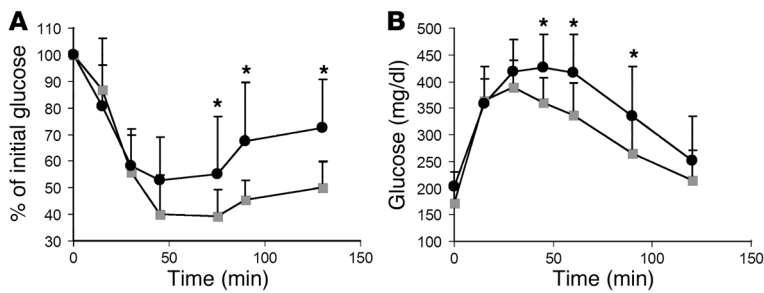 A
% of initial glucose
110
100
90
80
70
60
50
40
30
* * *
0 50 100 150
Time (min)
B
Glucose (mg/dl)
500
450
400
350
300
250
200
150
100
* * *
0 50 100 150
Time (min)